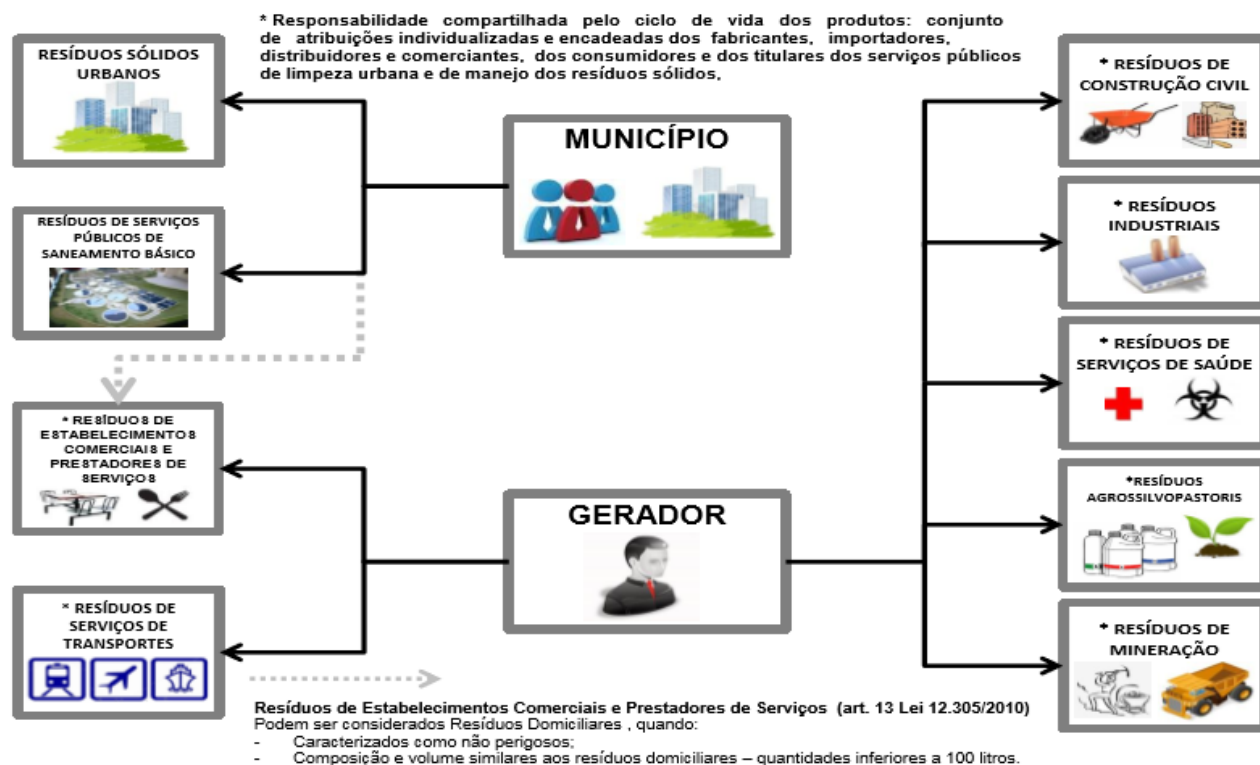 * Responsabilidade compartilhada pelo ciclo de vida dos produtos: conjunto
de atribuições individualizadas e encadeadas dos fabricantes, importadores,
distribuidores e comerciantes, dos consumidores e dos titulares dos serviços públicos
de limpeza urbana e de manejo dos resíduos sólidos,
RESÍDUOS SÓLIDOS
URBANOS
RESÍDUOS DE SERVIÇOS
PÚBLICOS DE
SANEAMENTO BÁSICO
MUNICÍPIO
* RESÍDUOS DE
ESTABELECIMENTOS
COMERCIAIS E
PRESTADORES DE
SERVIÇOS
* RESÍDUOS DE
SERVIÇOS DE
TRANSPORTES
GERADOR
* RESÍDUOS DE
CONSTRUÇÃO CIVIL
* RESÍDUOS
INDUSTRIAIS
* RESÍDUOS DE
SERVIÇOS DE SAÚDE
*RESÍDUOS
AGROSSILVOPASTORIS
* RESÍDUOS DE
MINERAÇÃO
Resíduos de Estabelecimentos Comerciais e Prestadores de Serviços (art. 13 Lei 12.305/2010)
Podem ser considerados Resíduos Domiciliares , quando:
- Caracterizados como não perigosos;
- Composição e volume similares aos resíduos domiciliares – quantidades inferiores a 100 litros.